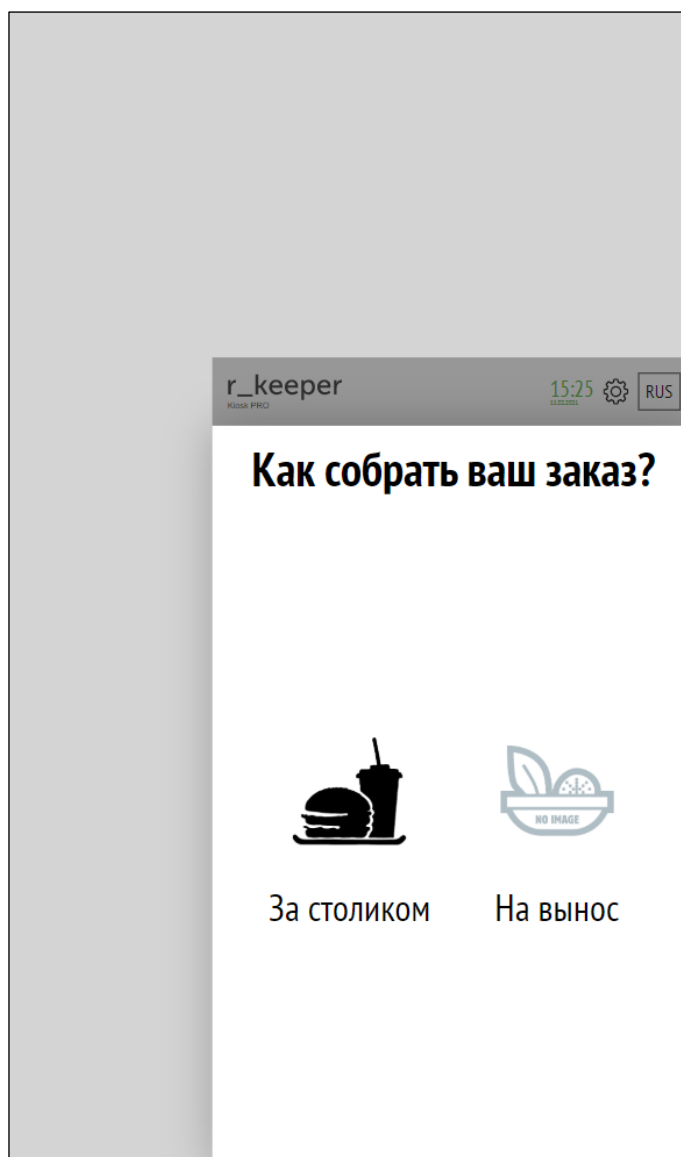 r_keeper
Kiosk PRO
15:25
RUS
Как собрать ваш заказ?
NO IMAGE
За столиком
На вынос